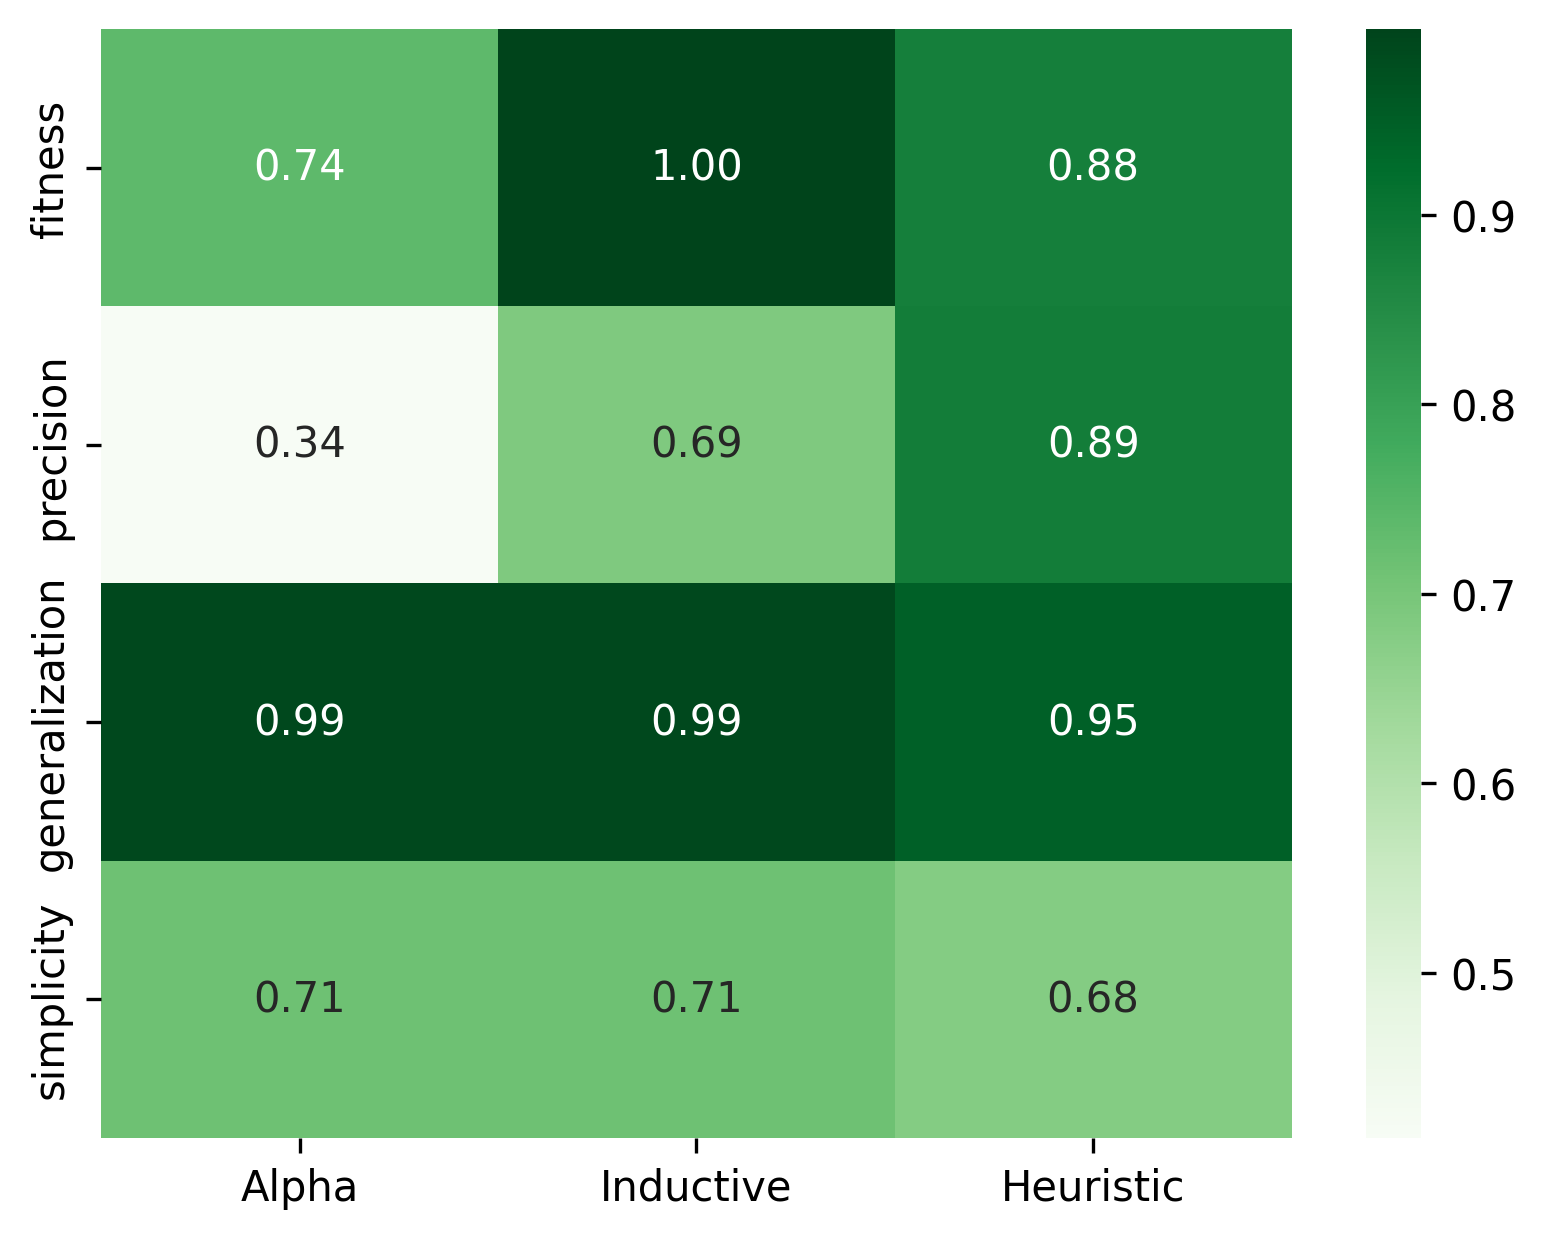 fitness 0.74 1.00 0.88 0.9
precision 0.34 0.69 0.89 0.8
generalization 0.99 0.99 0.95 0.7
simplicity 0.71 0.71 0.68 0.6
0.5
Alpha Inductive Heuristic